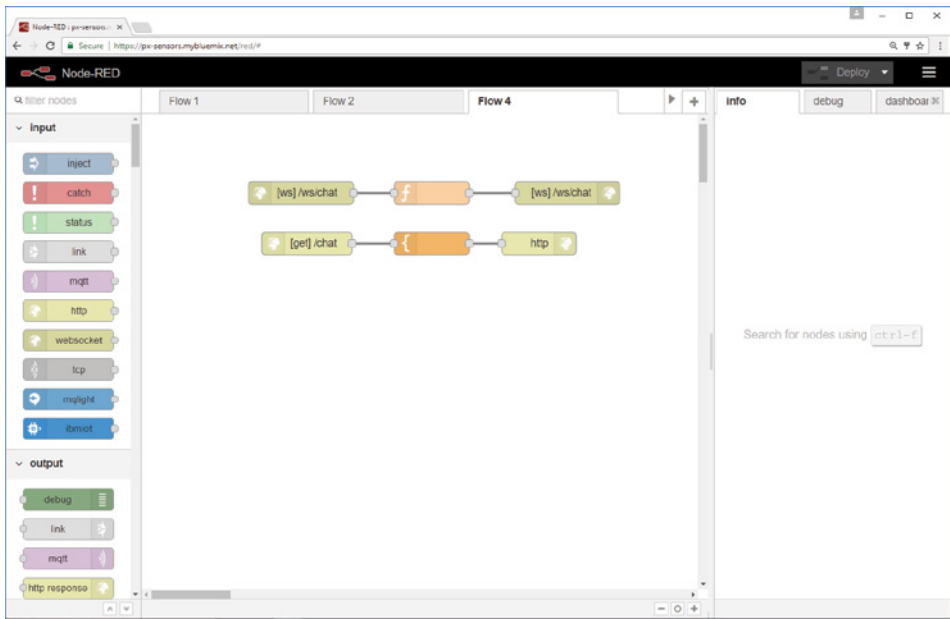 Node-RED : px-sensors.
Secure | https://px-sensors.mybluemix.net/red/#
Node-RED
Deploy
filter nodes
Flow 1
Flow 2
Flow 4
info
debug
dashboar
input
inject
catch
status
link
mqtt
http
websocket
tcp
mqlight
ibmiot
output
debug
link
mqtt
http response
[ws] /ws/chat
f
[ws] /ws/chat
[get] /chat
{
http
Search for nodes using ctrl-f